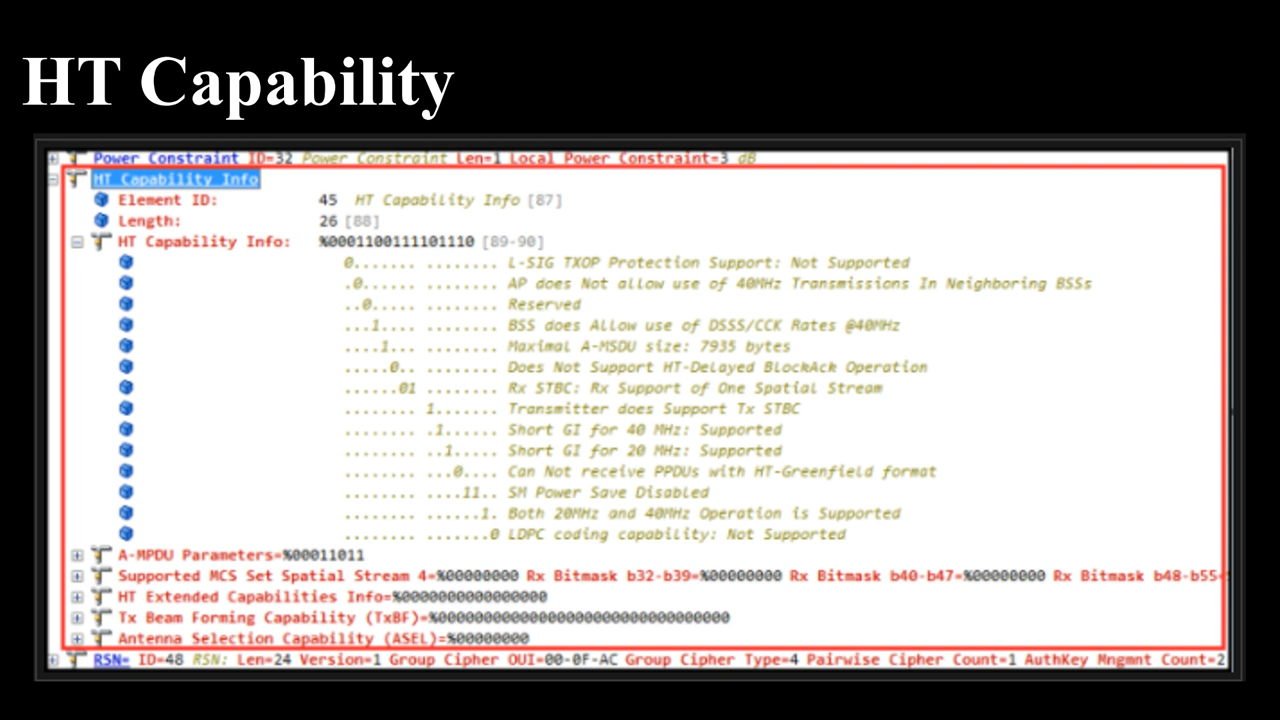 HT Capability
Power Constraint ID=32 Power Constraint Len=1 Local Power Constraint=3 dB
HT Capability Info
Element ID: 45 HT Capability Info [87]
Length: 26 [88]
HT Capability Info: %0001100111101110 [89-90]
0....... ........ L-SIG TXOP Protection Support: Not Supported
.0...... ........ AP does Not allow use of 40MHz Transmissions In Neighboring BSSs
..0..... ........ Reserved
...1.... ........ BSS does Allow use of DSSS/CCK Rates @40MHz
....1... ........ Maximal A-MSDU size: 7935 bytes
.....0.. ........ Does Not Support HT-Delayed BlockAck Operation
......01 ........ Rx STBC: Rx Support of One Spatial Stream
........ 1....... Transmitter does Support Tx STBC
........ .1...... Short GI for 40 MHz: Supported
........ ..1..... Short GI for 20 MHz: Supported
........ ...0.... Can Not receive PPDUs with HT-Greenfield format
........ ....11.. SM Power Save Disabled
........ ......1. Both 20MHz and 40MHz Operation is Supported
........ .......0 LDPC coding capability: Not Supported
A-MPDU Parameters=%00011011
Supported MCS Set Spatial Stream 4=%00000000 Rx Bitmask b32-b39=%00000000 Rx Bitmask b40-b47=%00000000 Rx Bitmask b48-b55=
HT Extended Capabilities Info=%0000000000000000
Tx Beam Forming Capability (TxBF)=%00000000000000000000000000000000
Antenna Selection Capability (ASEL)=%00000000
RSN= ID=48 RSN: Len=24 Version=1 Group Cipher OUI=00-0F-AC Group Cipher Type=4 Pairwise Cipher Count=1 AuthKey Mngmnt Count=2